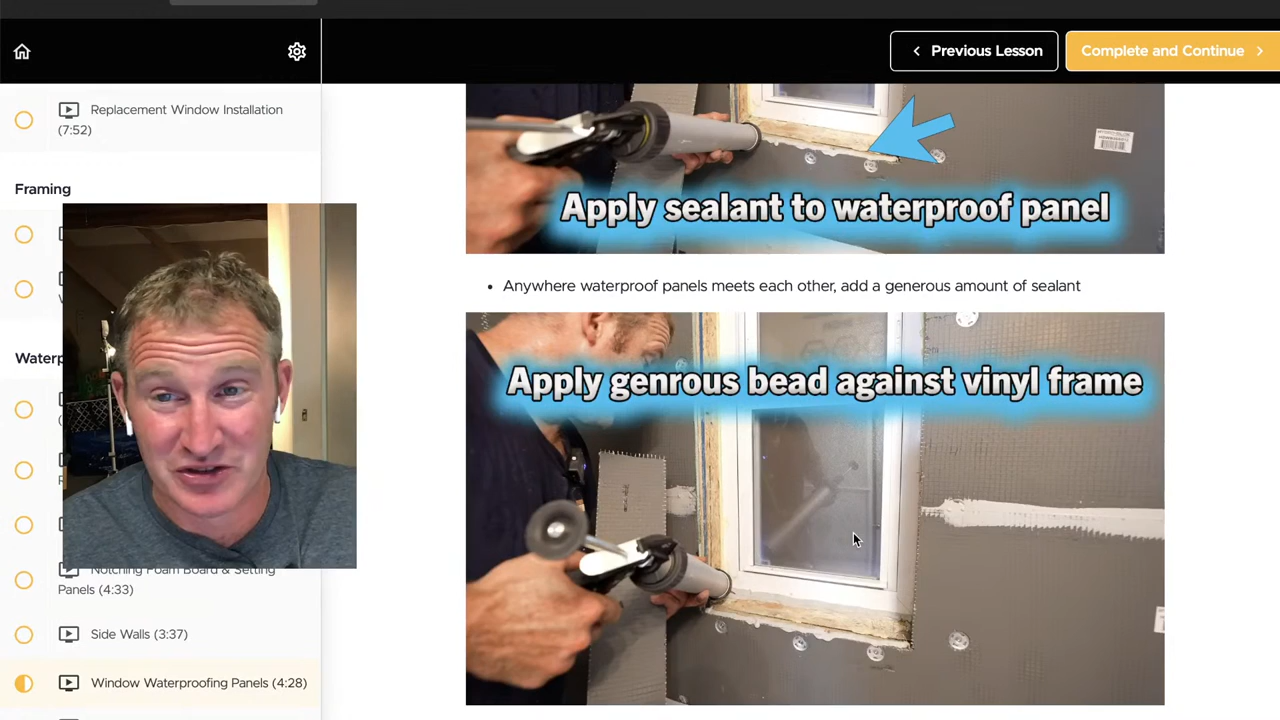 Previous Lesson
Complete and Continue
Replacement Window Installation
(7:52)
Framing
Notching Foam Board & Setting
Panels (4:33)
Side Walls (3:37)
Window Waterproofing Panels (4:28)
Apply sealant to waterproof panel
• Anywhere waterproof panels meets each other, add a generous amount of sealant
Apply genrous bead against vinyl frame